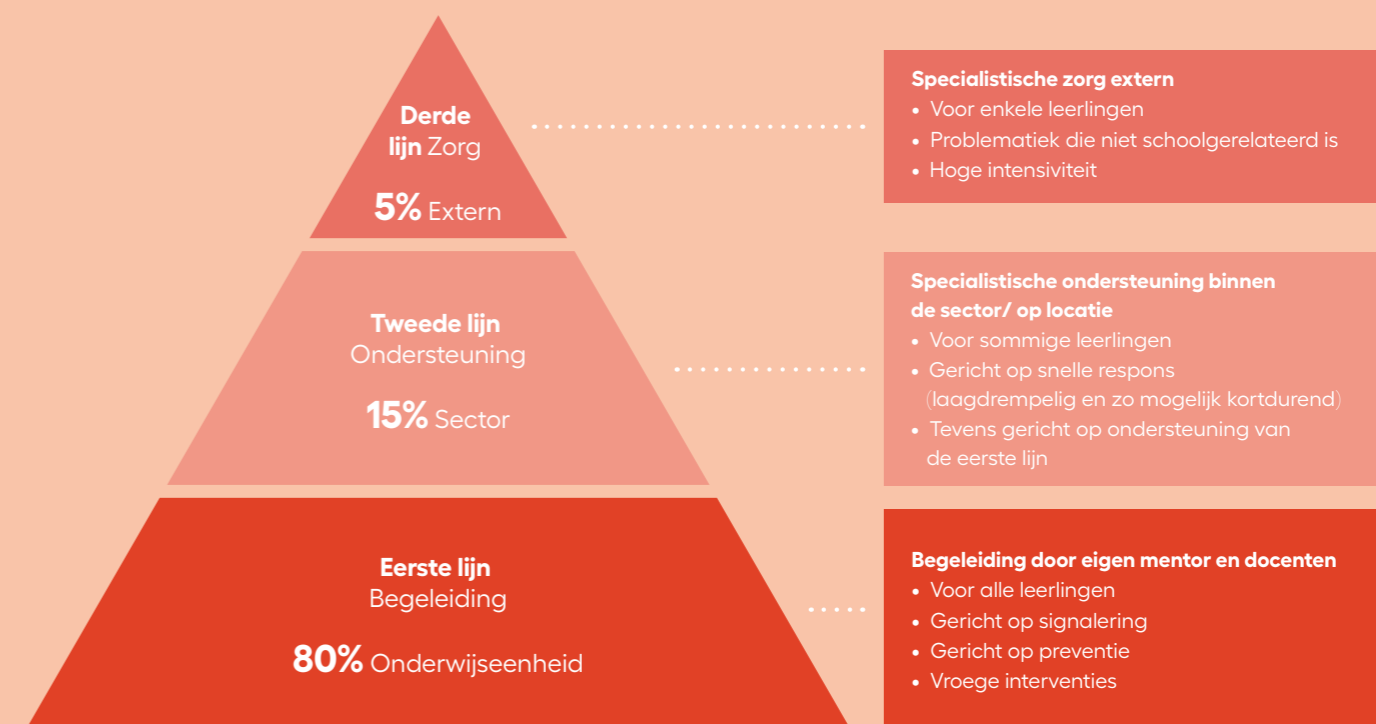 Derde
lijn Zorg
5% Extern
Specialistische zorg extern
• Voor enkele leerlingen
• Problematiek die niet schoolgerelateerd is
• Hoge intensiviteit
Tweede lijn
Ondersteuning
15% Sector
Specialistische ondersteuning binnen
de sector/ op locatie
• Voor sommige leerlingen
• Gericht op snelle respons
(laagdrempelig en zo mogelijk kortdurend)
• Tevens gericht op ondersteuning van
de eerste lijn
Eerste lijn
Begeleiding
80% Onderwijseenheid
Begeleiding door eigen mentor en docenten
• Voor alle leerlingen
• Gericht op signalering
• Gericht op preventie
• Vroege interventies